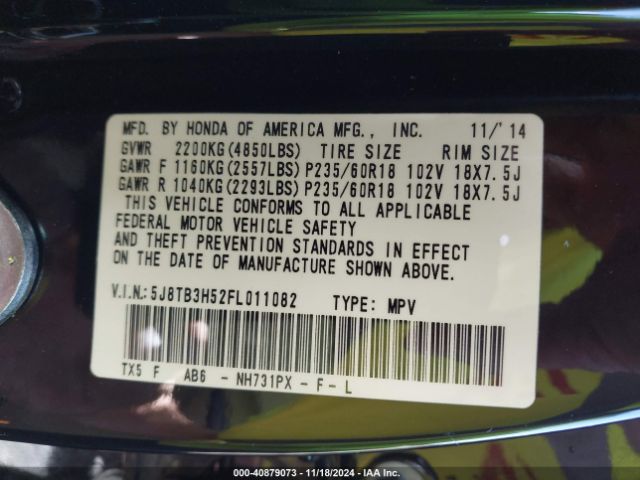 MFD. BY HONDA OF AMERICA MFG., INC. 11/'14
GVWR 2200KG(4850LBS) TIRE SIZE RIM SIZE
GAWR F 1160KG(2557LBS) P235/60R18 102V 18X7.5J
GAWR R 1040KG(2293LBS) P235/60R18 102V 18X7.5J
THIS VEHICLE CONFORMS TO ALL APPLICABLE
FEDERAL MOTOR VEHICLE SAFETY
AND THEFT PREVENTION STANDARDS IN EFFECT
ON THE DATE OF MANUFACTURE SHOWN ABOVE.
V.I.N.: 5J8TB3H52FL011082 TYPE: MPV
TX5 F AB6 - NH731PX - F - L
000-40879073 — 11/18/2024 — IAA Inc.